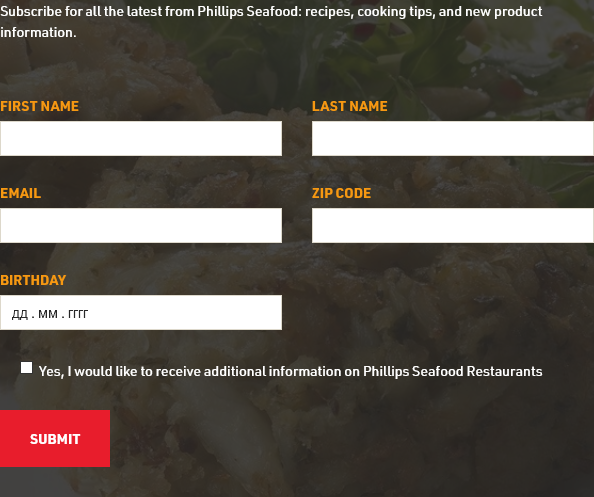 Subscribe for all the latest from Phillips Seafood: recipes, cooking tips, and new product
information.
FIRST NAME
LAST NAME
EMAIL
ZIP CODE
BIRTHDAY
дд . мм . гггг
Yes, I would like to receive additional information on Phillips Seafood Restaurants
SUBMIT